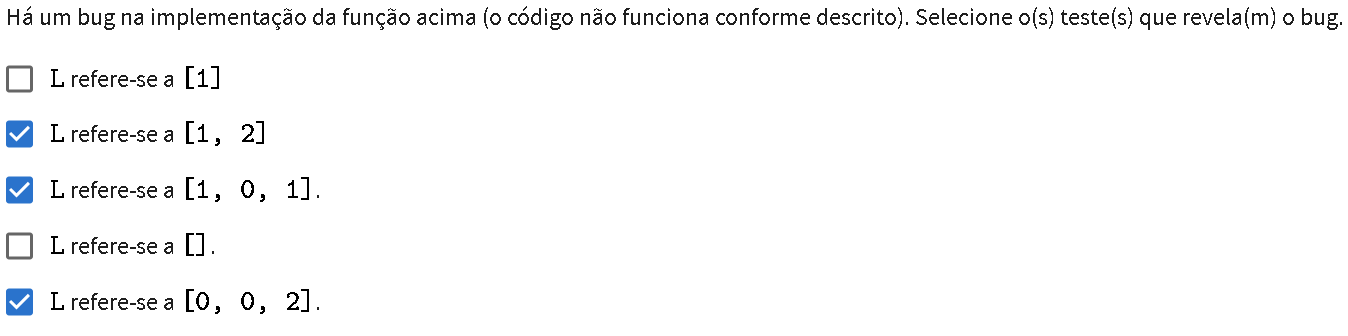 Há um bug na implementação da função acima (o código não funciona conforme descrito). Selecione o(s) teste(s) que revela(m) o bug.
L refere-se a [1]
L refere-se a [1, 2]
L refere-se a [1, 0, 1].
L refere-se a [].
L refere-se a [0, 0, 2].